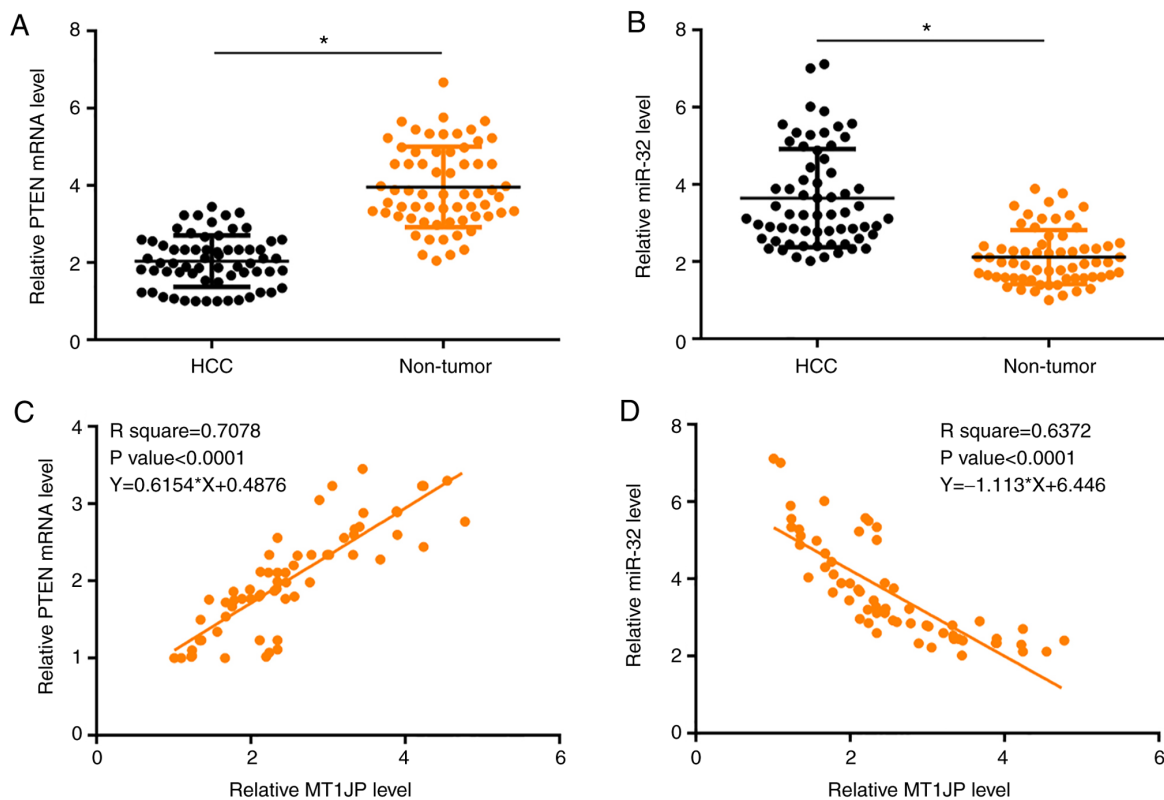 A
Relative PTEN mRNA level
8
6
4
2
0
*
HCC
Non-tumor
B
Relative miR-32 level
8
6
4
2
0
*
HCC
Non-tumor
C
Relative PTEN mRNA level
4
3
2
1
0
R square=0.7078
P value<0.0001
Y=0.6154*X+0.4876
0
2
4
6
Relative MT1JP level
D
Relative miR-32 level
8
6
4
2
0
R square=0.6372
P value<0.0001
Y=−1.113*X+6.446
0
2
4
6
Relative MT1JP level